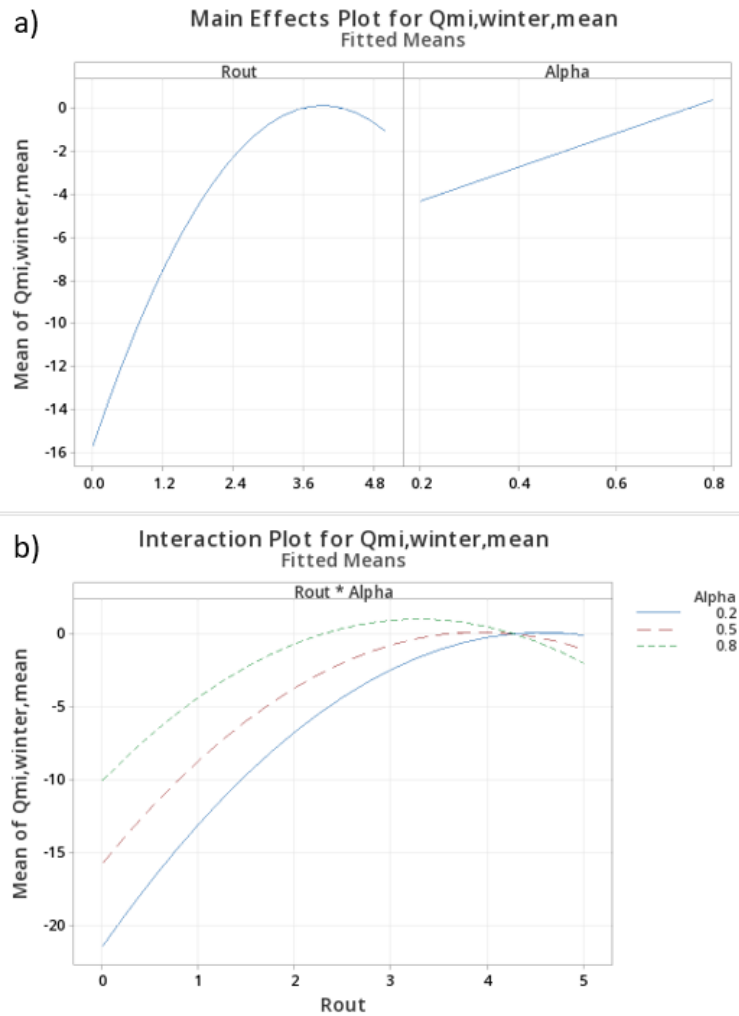 a)
Main Effects Plot for Qmi,winter,mean
Fitted Means
Rout
Alpha
Mean of Qmi,winter,mean
0
-2
-4
-6
-8
-10
-12
-14
-16
0.0 1.2 2.4 3.6 4.8 0.2 0.4 0.6 0.8
b)
Interaction Plot for Qmi,winter,mean
Fitted Means
Rout * Alpha
Alpha
0.2
0.5
0.8
Mean of Qmi,winter,mean
0
-5
-10
-15
-20
0 1 2 3 4 5
Rout